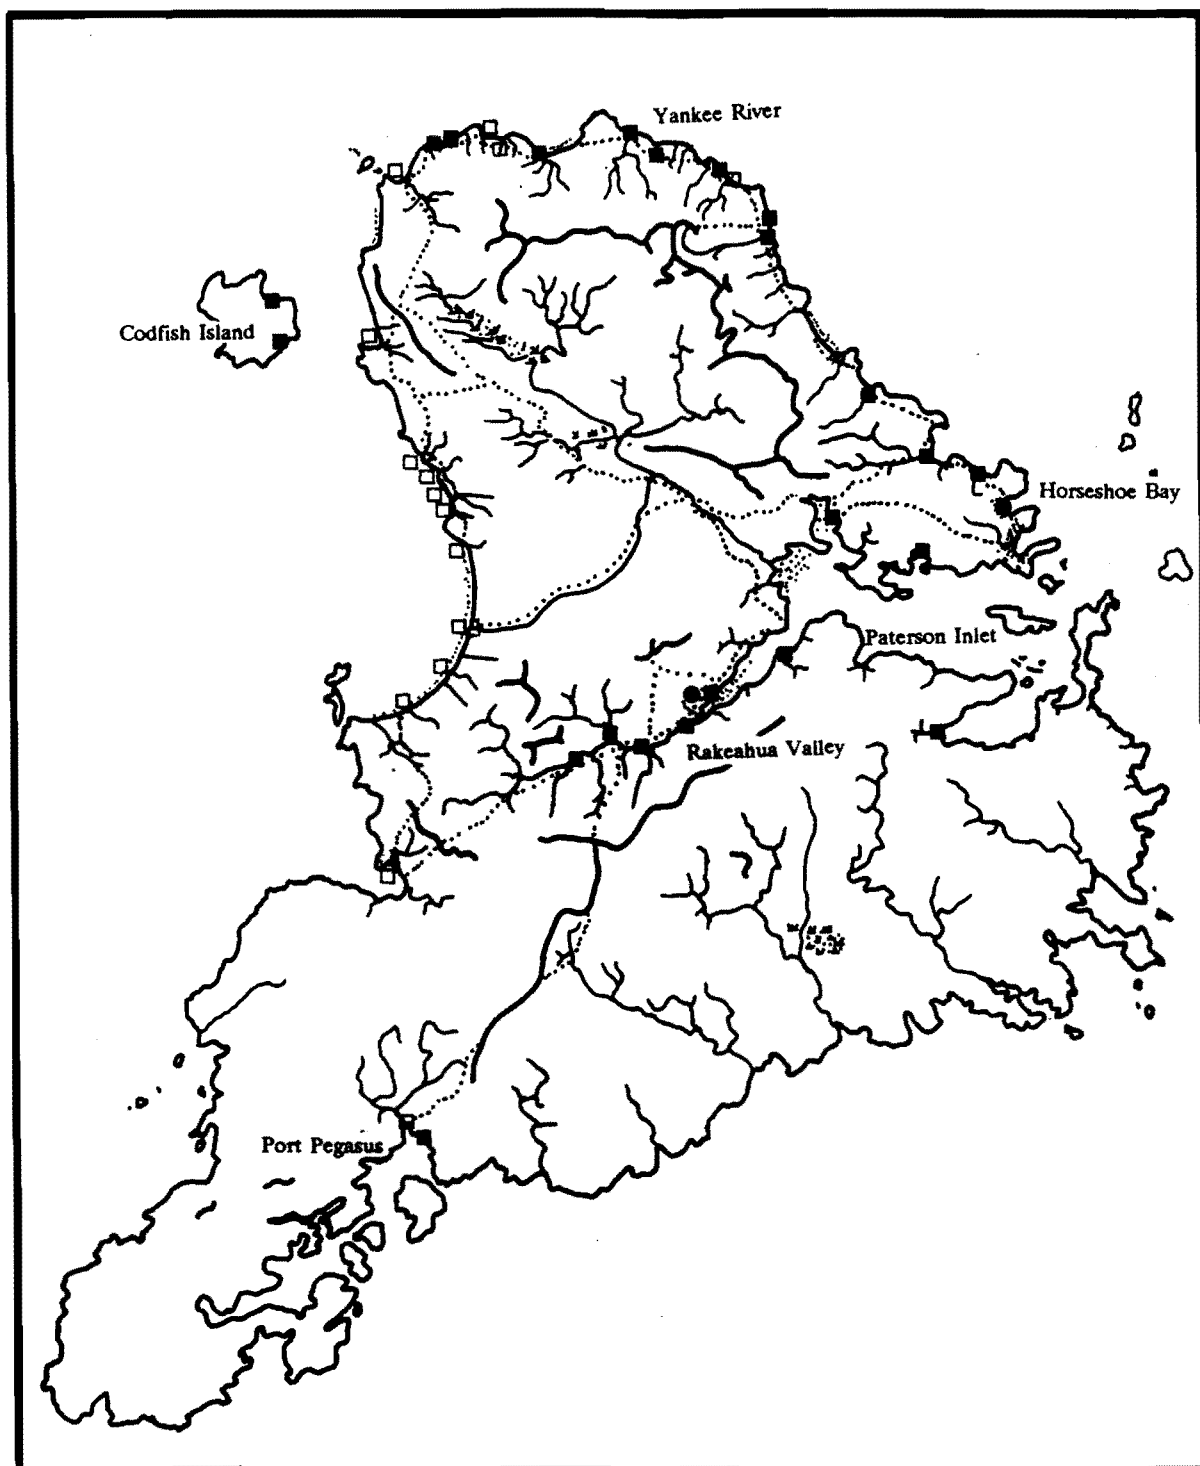 Yankee River
Codfish Island
Horseshoe Bay
Paterson Inlet
Rakeahua Valley
Port Pegasus